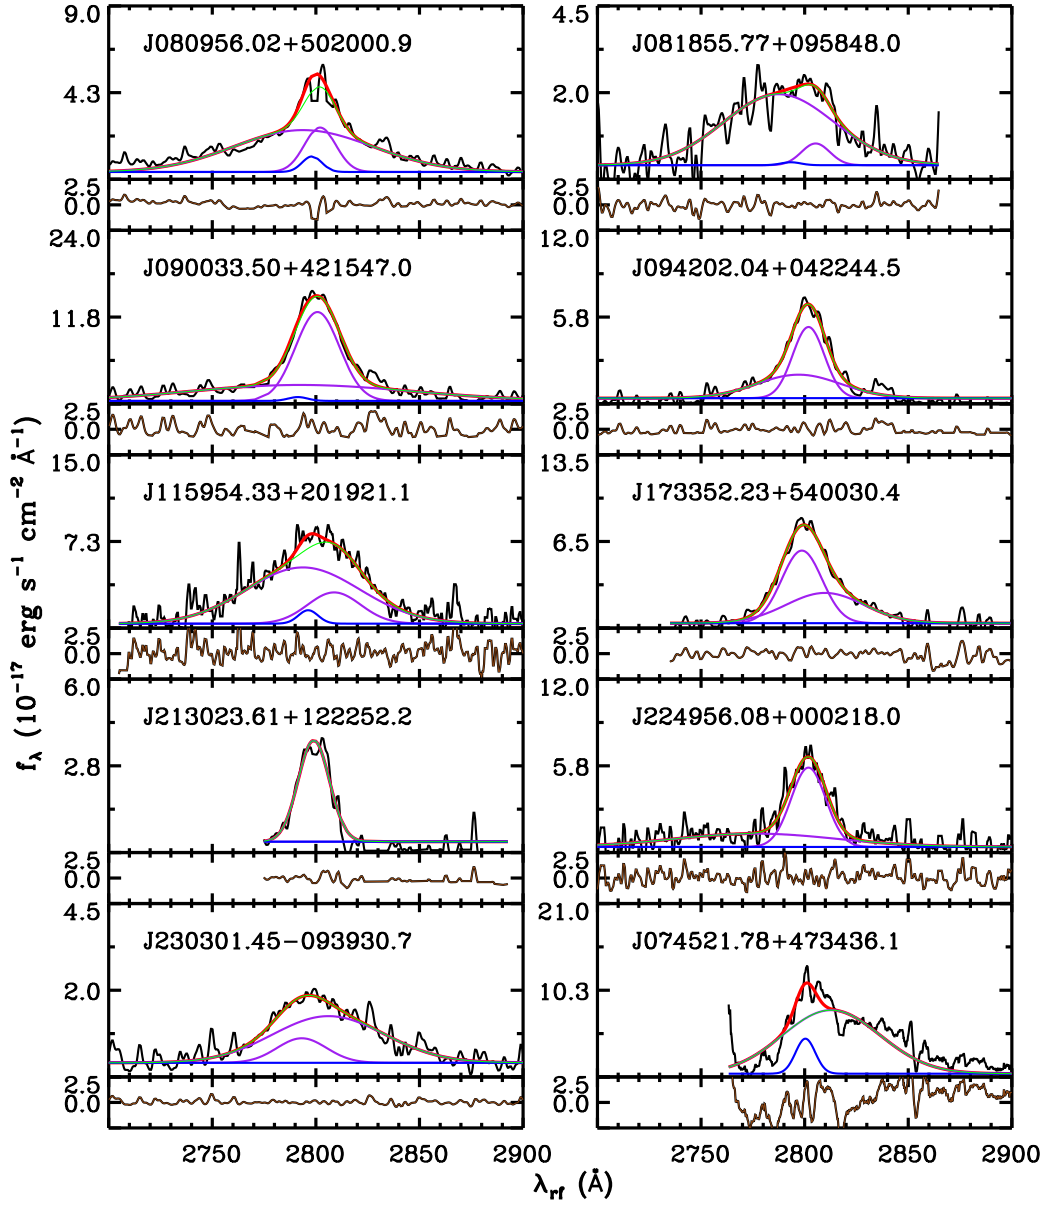 9.0
J080956.02+502000.9
4.3
2.5
0.0
4.5
J081855.77+095848.0
2.0
2.5
0.0
24.0
J090033.50+421547.0
11.8
2.5
0.0
12.0
J094202.04+042244.5
5.8
2.5
0.0
15.0
J115954.33+201921.1
7.3
2.5
0.0
13.5
J173352.23+540030.4
6.5
2.5
0.0
6.0
J213023.61+122252.2
2.8
2.5
0.0
12.0
J224956.08+000218.0
5.8
2.5
0.0
4.5
J230301.45−093930.7
2.0
2.5
0.0
21.0
J074521.78+473436.1
10.3
2.5
0.0
2750 2800 2850 2900
2750 2800 2850 2900
λrf (Å)
fλ (10−17 erg s−1 cm−2 Å−1)